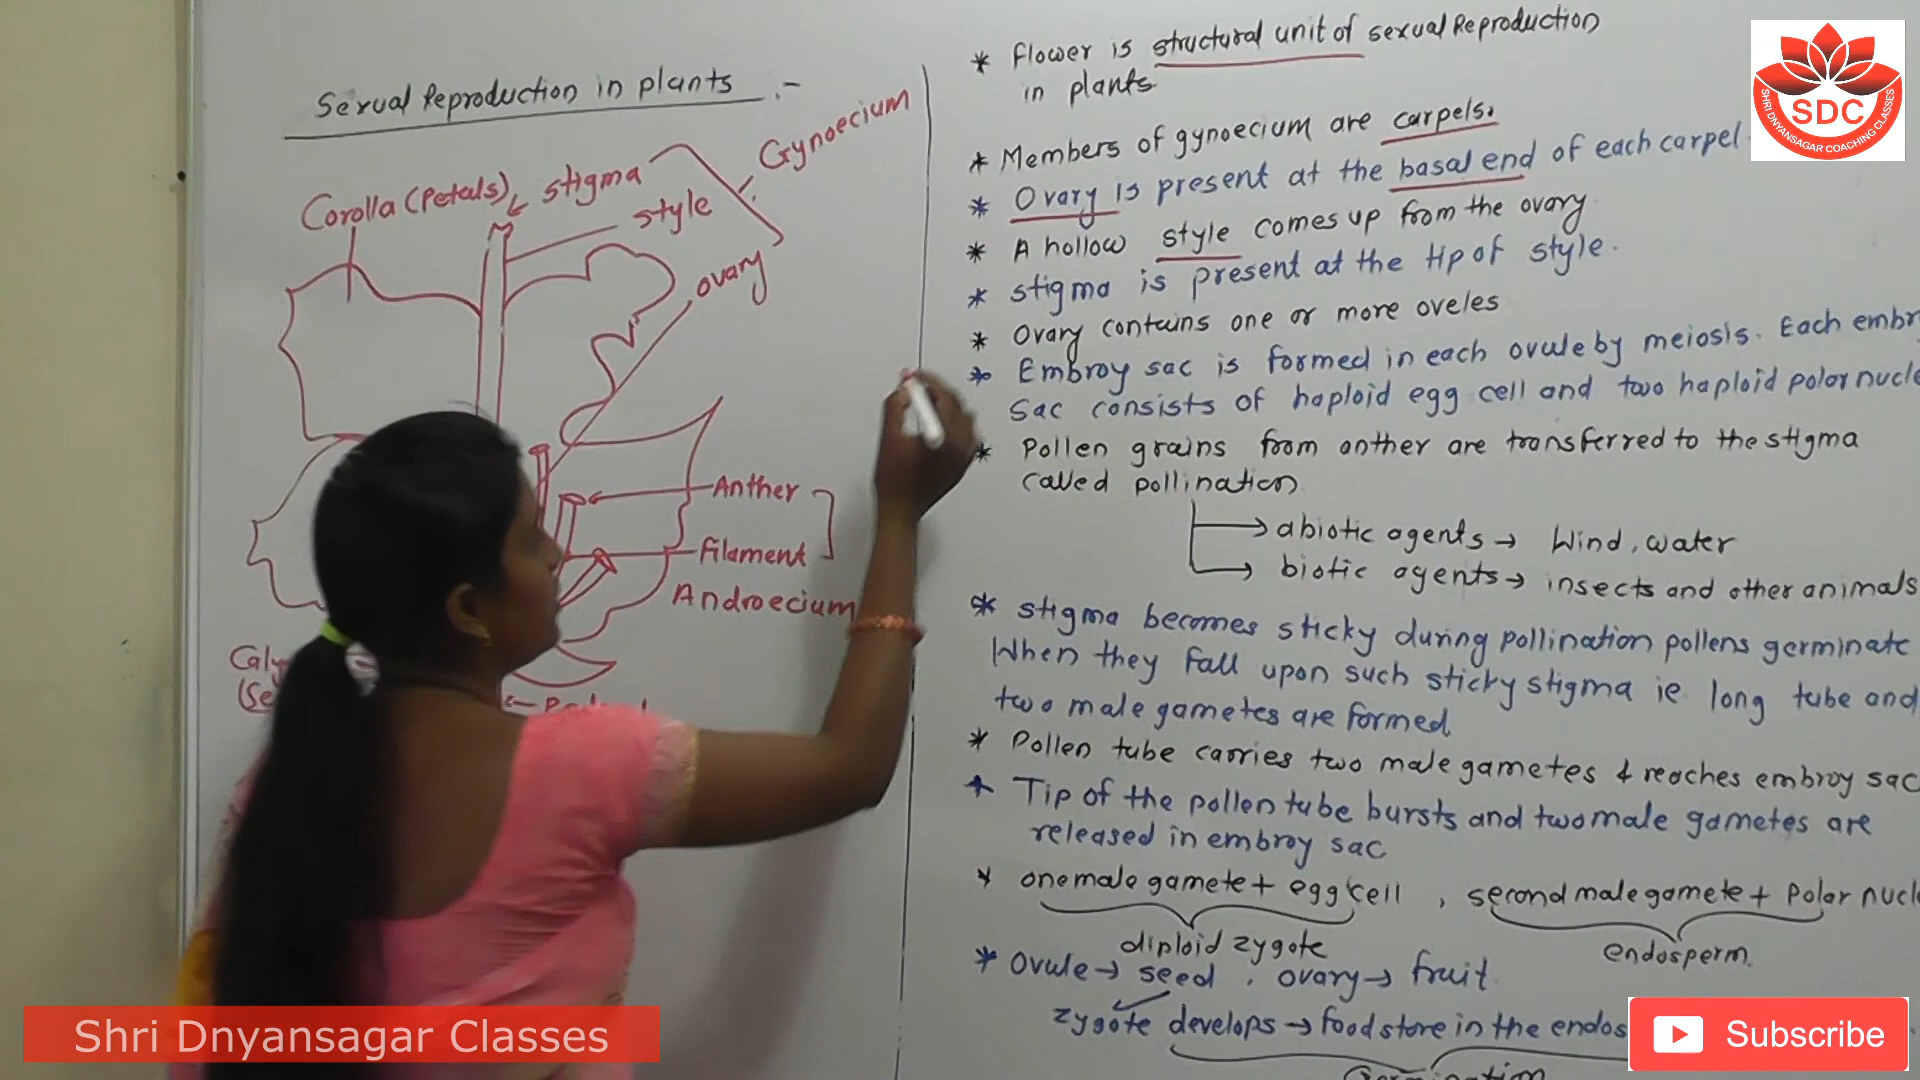 Sexual Reproduction in plants :-
Gynoecium
Corolla (Petals)
stigma
style
ovary
Anther
Filament
Androecium
Caly
(Se
* flower is structural unit of sexual Reproduction
in plants.
* Members of gynoecium are carpels.
* Ovary is present at the basal end of each carpel.
* A hollow style comes up from the ovary
* stigma is present at the tip of style.
* Ovary contains one or more oveles
* Embroy sac is formed in each ovule by meiosis. Each embr
Sac consists of haploid egg cell and two haploid polar nucle
* Pollen grains from anther are transferred to the stigma
called pollination
→ abiotic agents → Wind, water
→ biotic agents → insects and other animals
* stigma becomes sticky during pollination pollens germinate
When they fall upon such sticky stigma ie. long tube and
two male gametes are formed
* Pollen tube carries two male gametes & reaches embroy sac
* Tip of the pollen tube bursts and two male gametes are
released in embroy sac
* one male gamete + egg cell , second male gamete + Polar nucle
diploid zygote
endosperm.
* Ovule → seed , ovary → fruit.
zygote develops → food store in the endos
Germination
SDC
SHRI DNYANSAGAR COACHING CLASSES
Shri Dnyansagar Classes
Subscribe